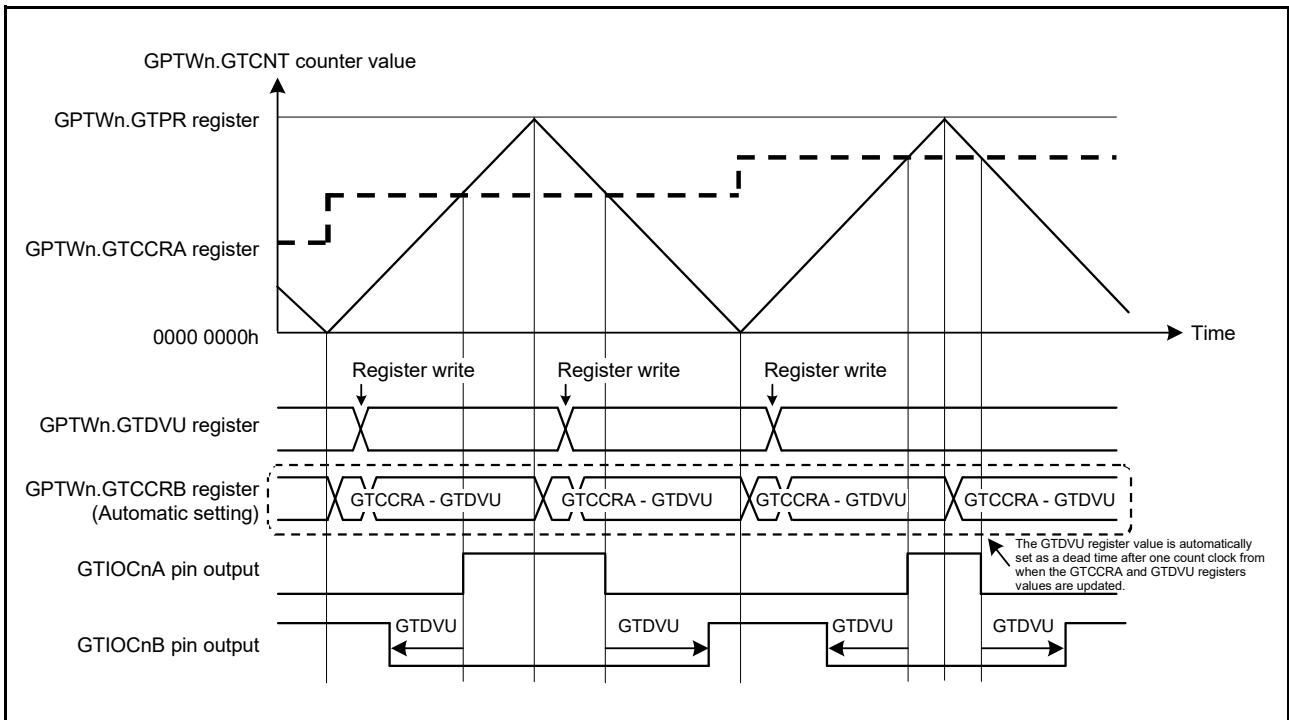 GPTWn.GTCNT counter value
GPTWn.GTPR register
GPTWn.GTCCRA register
0000 0000h
Time
Register write Register write Register write
GPTWn.GTDVU register
GPTWn.GTCCRB register
(Automatic setting)
GTCCRA - GTDVU GTCCRA - GTDVU GTCCRA - GTDVU GTCCRA - GTDVU
The GTDVU register value is automatically
set as a dead time after one count clock from
when the GTCCRA and GTDVU registers
values are updated.
GTIOCnA pin output
GTDVU GTDVU GTDVU GTDVU
GTIOCnB pin output